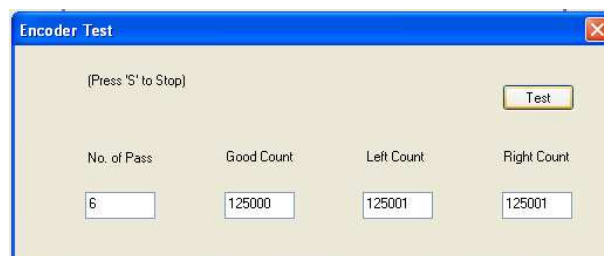 Encoder Test
(Press 'S' to Stop)
Test
No. of Pass Good Count Left Count Right Count
6 125000 125001 125001